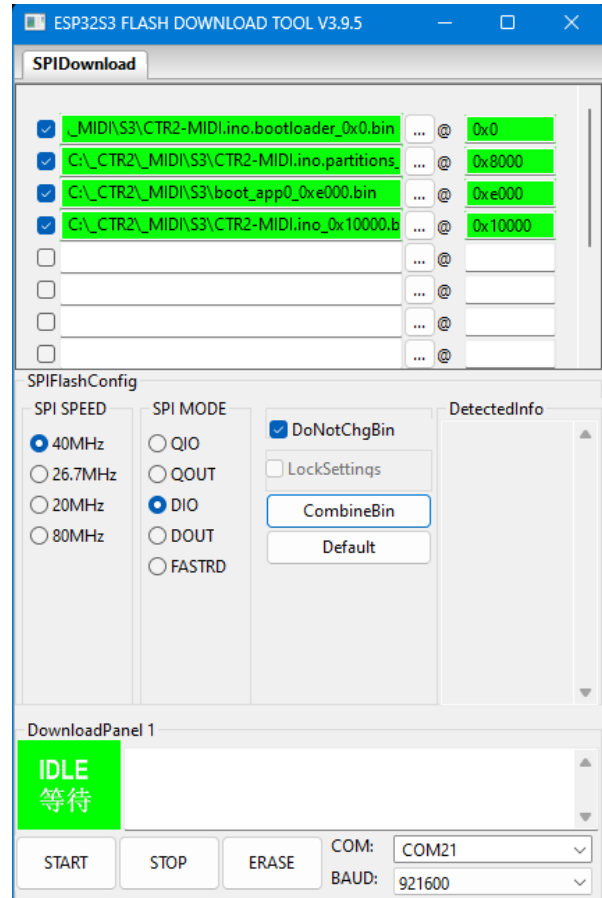 ESP32S3 FLASH DOWNLOAD TOOL V3.9.5
SPIDownload
._MIDI\S3\CTR2-MIDI.ino.bootloader_0x0.bin ... @ 0x0
C:\_CTR2\_MIDI\S3\CTR2-MIDI.ino.partitions_ ... @ 0x8000
C:\_CTR2\_MIDI\S3\boot_app0_0xe000.bin ... @ 0xe000
C:\_CTR2\_MIDI\S3\CTR2-MIDI.ino_0x10000.b ... @ 0x10000
... @
... @
... @
... @
SPIFlashConfig
SPI SPEED
40MHz
26.7MHz
20MHz
80MHz
SPI MODE
QIO
QOUT
DIO
DOUT
FASTRD
DoNotChgBin
LockSettings
CombineBin
Default
DetectedInfo
DownloadPanel 1
IDLE
等待
START STOP ERASE
COM: COM21
BAUD: 921600